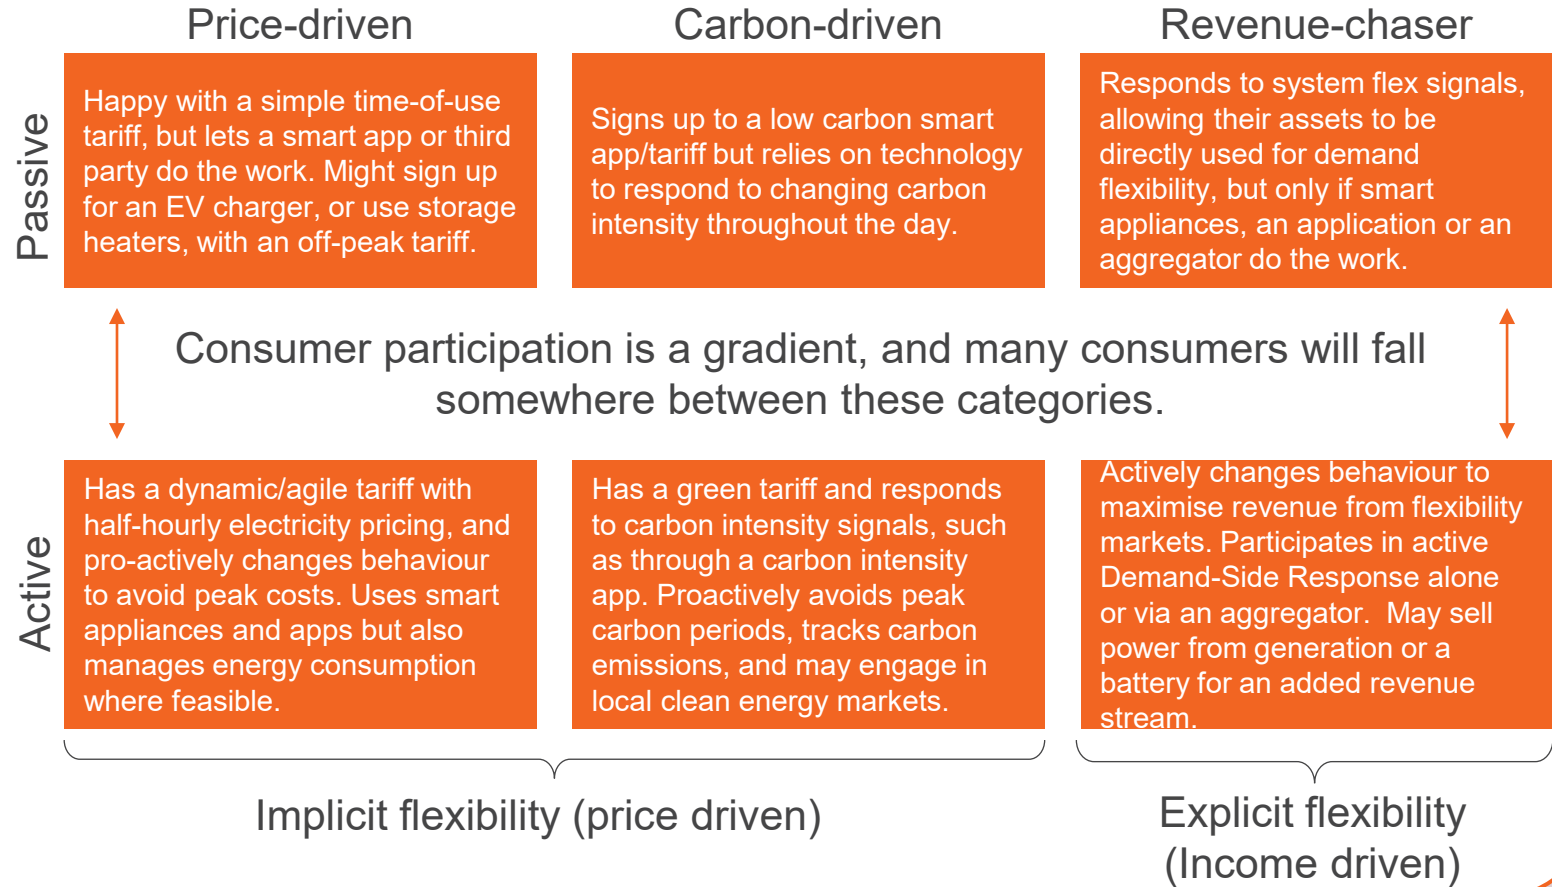 Price-driven
Carbon-driven
Revenue-chaser
Passive
Happy with a simple time-of-use
tariff, but lets a smart app or third
party do the work. Might sign up
for an EV charger, or use storage
heaters, with an off-peak tariff.
Signs up to a low carbon smart
app/tariff but relies on technology
to respond to changing carbon
intensity throughout the day.
Responds to system flex signals,
allowing their assets to be
directly used for demand
flexibility, but only if smart
appliances, an application or an
aggregator do the work.
Consumer participation is a gradient, and many consumers will fall
somewhere between these categories.
Active
Has a dynamic/agile tariff with
half-hourly electricity pricing, and
pro-actively changes behaviour
to avoid peak costs. Uses smart
appliances and apps but also
manages energy consumption
where feasible.
Has a green tariff and responds
to carbon intensity signals, such
as through a carbon intensity
app. Proactively avoids peak
carbon periods, tracks carbon
emissions, and may engage in
local clean energy markets.
Actively changes behaviour to
maximise revenue from flexibility
markets. Participates in active
Demand-Side Response alone
or via an aggregator.  May sell
power from generation or a
battery for an added revenue
stream.
Implicit flexibility (price driven)
Explicit flexibility
(Income driven)